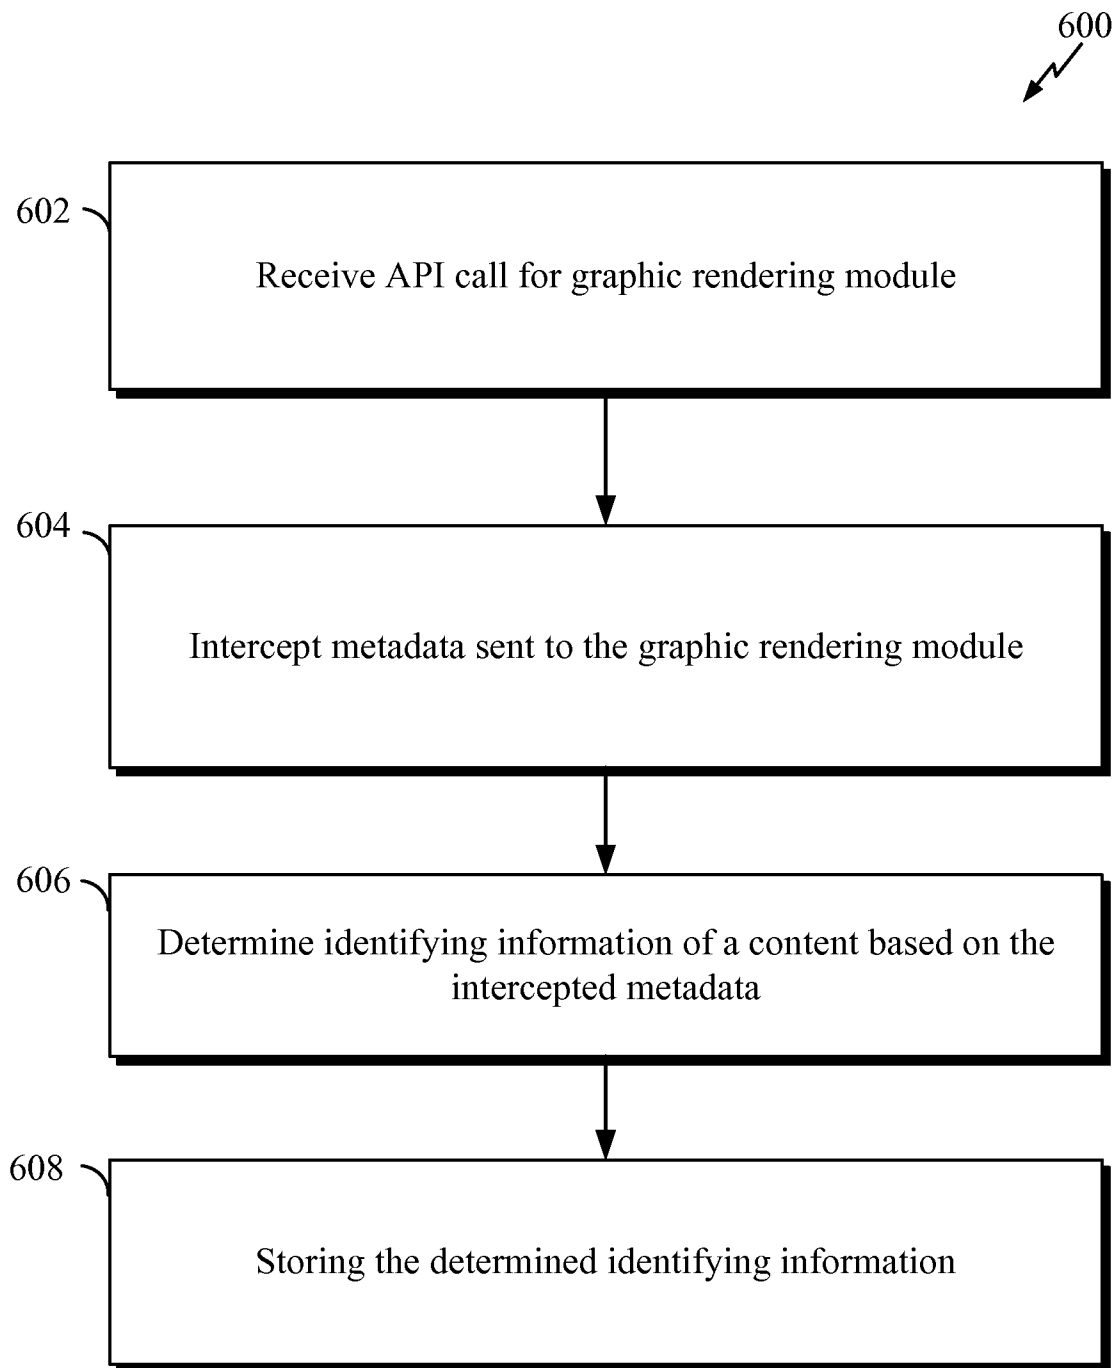 600
602
Receive API call for graphic rendering module
604
Intercept metadata sent to the graphic rendering module
606
Determine identifying information of a content based on the
intercepted metadata
608
Storing the determined identifying information